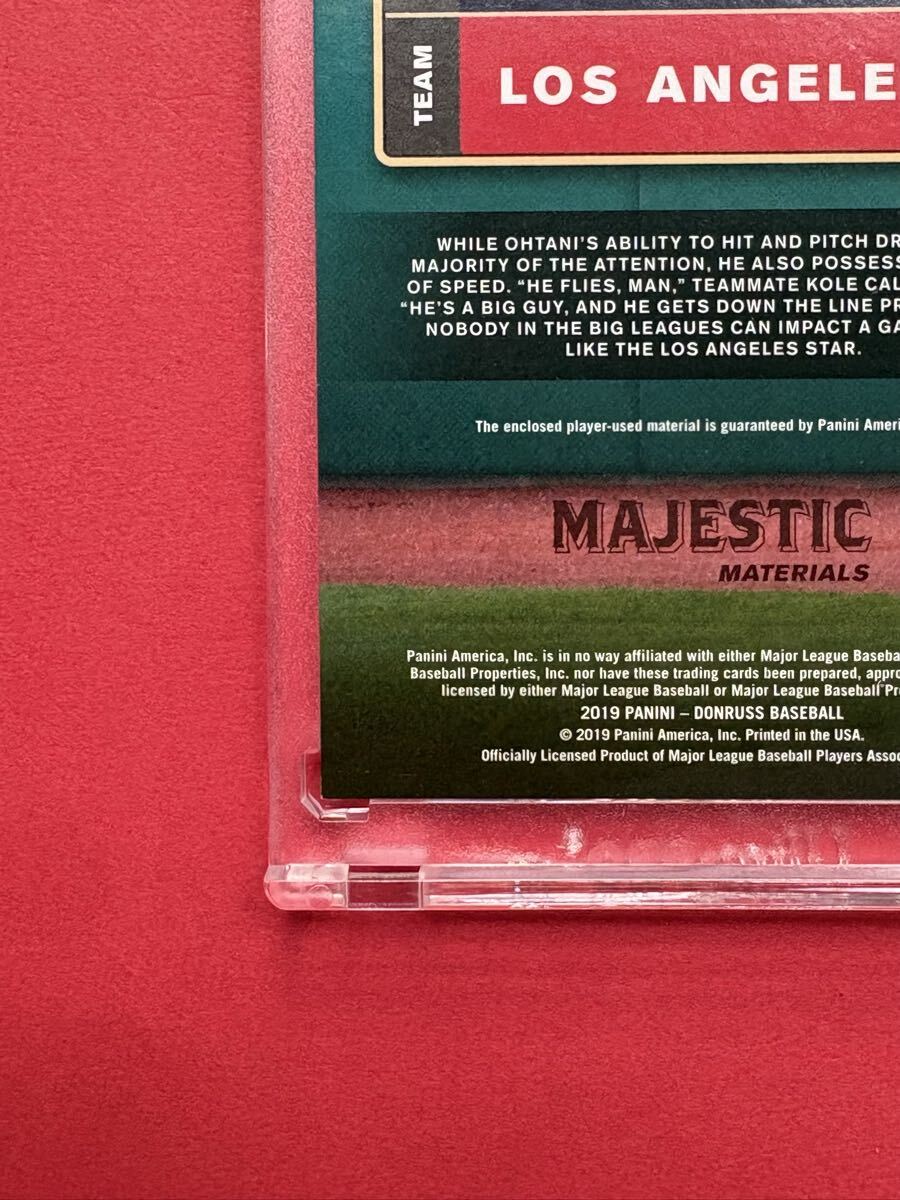 TEAM
LOS ANGELE
WHILE OHTANI'S ABILITY TO HIT AND PITCH DR
MAJORITY OF THE ATTENTION, HE ALSO POSSESS
OF SPEED. “HE FLIES, MAN,” TEAMMATE KOLE CAL
“HE'S A BIG GUY, AND HE GETS DOWN THE LINE PR
NOBODY IN THE BIG LEAGUES CAN IMPACT A GA
LIKE THE LOS ANGELES STAR.
The enclosed player-used material is guaranteed by Panini Ameri
MAJESTIC
MATERIALS
Panini America, Inc. is in no way affiliated with either Major League Baseba
Baseball Properties, Inc. nor have these trading cards been prepared, appro
licensed by either Major League Baseball or Major League Baseball Pr
2019 PANINI – DONRUSS BASEBALL
© 2019 Panini America, Inc. Printed in the USA.
Officially Licensed Product of Major League Baseball Players Assoc